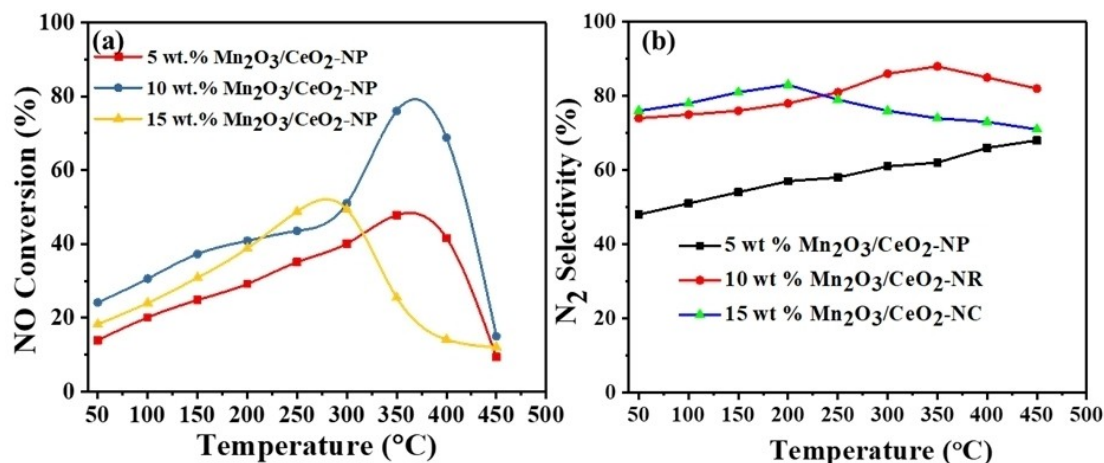 (a)
5 wt.% Mn₂O₃/CeO₂-NP
10 wt.% Mn₂O₃/CeO₂-NP
15 wt.% Mn₂O₃/CeO₂-NP
NO Conversion (%)
100
80
60
40
20
0
50 100 150 200 250 300 350 400 450 500
Temperature (°C)
(b)
5 wt % Mn₂O₃/CeO₂-NP
10 wt % Mn₂O₃/CeO₂-NR
15 wt % Mn₂O₃/CeO₂-NC
N₂ Selectivity (%)
100
80
60
40
20
0
50 100 150 200 250 300 350 400 450 500
Temperature (°C)